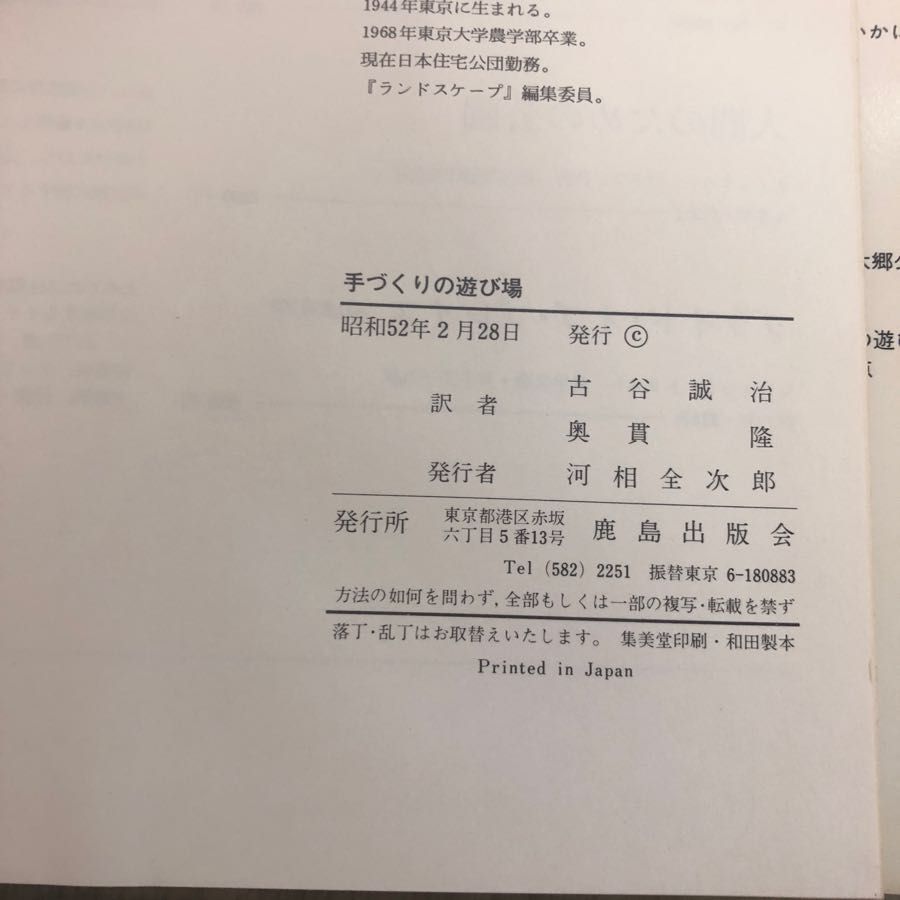 1944年東京に生まれる。
1968年東京大学農学部卒業。
現在日本住宅公団勤務。
『ランドスケープ』編集委員。
手づくりの遊び場
昭和52年2月28日 発行 ©
訳者 古谷誠治
奥貫隆
発行者 河相全次郎
発行所 東京都港区赤坂六丁目5番13号 鹿島出版会
Tel (582) 2251 振替東京 6-180883
方法の如何を問わず,全部もしくは一部の複写・転載を禁ず
落丁・乱丁はお取替えいたします。 集美堂印刷・和田製本
Printed in Japan